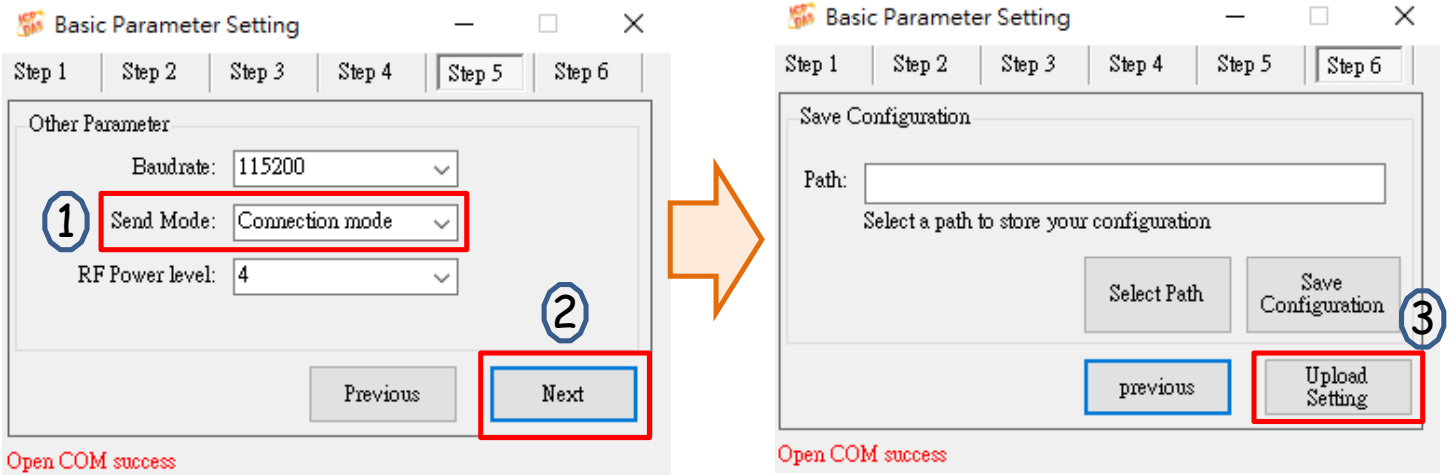 Basic Parameter Setting
Step 1 Step 2 Step 3 Step 4 Step 5 Step 6
Other Parameter
Baudrate: 115200
1 Send Mode: Connection mode
RF Power level: 4
2
Previous Next
Open COM success
Basic Parameter Setting
Step 1 Step 2 Step 3 Step 4 Step 5 Step 6
Save Configuration
Path:
Select a path to store your configuration
Select Path
Save
Configuration
3
previous
Upload
Setting
Open COM success